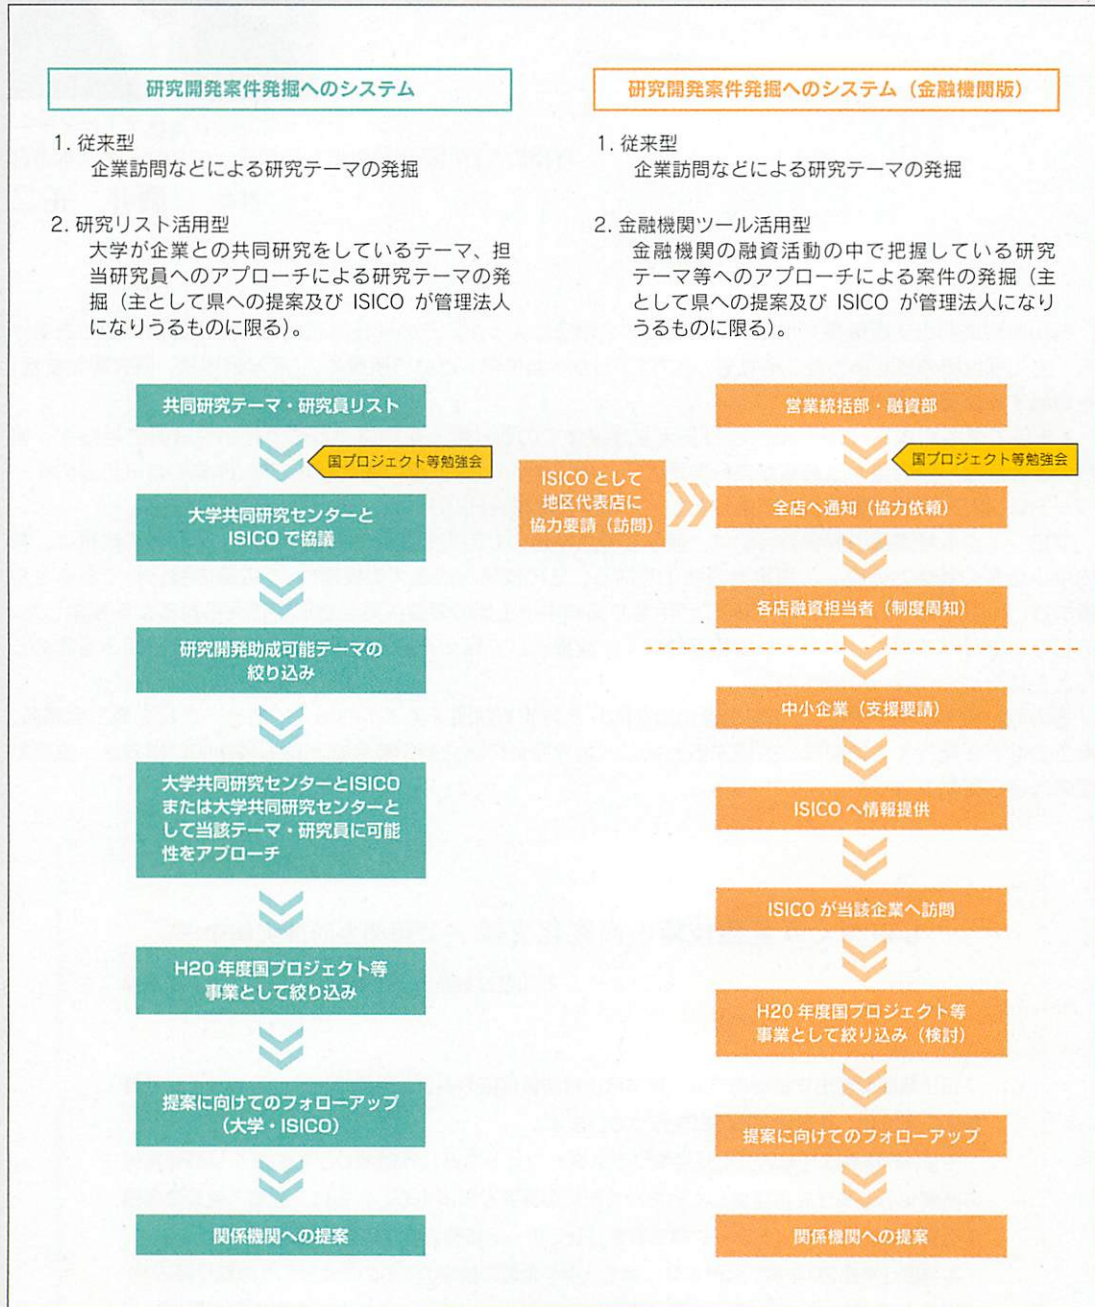 研究開発案件発掘へのシステム
1. 従来型
企業訪問などによる研究テーマの発掘
2. 研究リスト活用型
大学が企業との共同研究をしているテーマ、担
当研究員へのアプローチによる研究テーマの発
掘（主として県への提案及び ISICO が管理法人
になりうるものに限る）。
共同研究テーマ・研究員リスト
国プロジェクト等勉強会
大学共同研究センターと
ISICO で協議
研究開発助成可能テーマの
絞り込み
大学共同研究センターとISICO
または大学共同研究センターと
して当該テーマ・研究員に可能
性をアプローチ
H20 年度国プロジェクト等
事業として絞り込み
提案に向けてのフォローアップ
（大学・ISICO）
関係機関への提案
研究開発案件発掘へのシステム（金融機関版）
1. 従来型
企業訪問などによる研究テーマの発掘
2. 金融機関ツール活用型
金融機関の融資活動の中で把握している研究
テーマ等へのアプローチによる案件の発掘（主
として県への提案及び ISICO が管理法人になり
うるものに限る）。
営業統括部・融資部
国プロジェクト等勉強会
ISICO として
地区代表店に
協力要請（訪問）
全店へ通知（協力依頼）
各店融資担当者（制度周知）
中小企業（支援要請）
ISICO へ情報提供
ISICO が当該企業へ訪問
H20 年度国プロジェクト等
事業として絞り込み（検討）
提案に向けてのフォローアップ
関係機関への提案